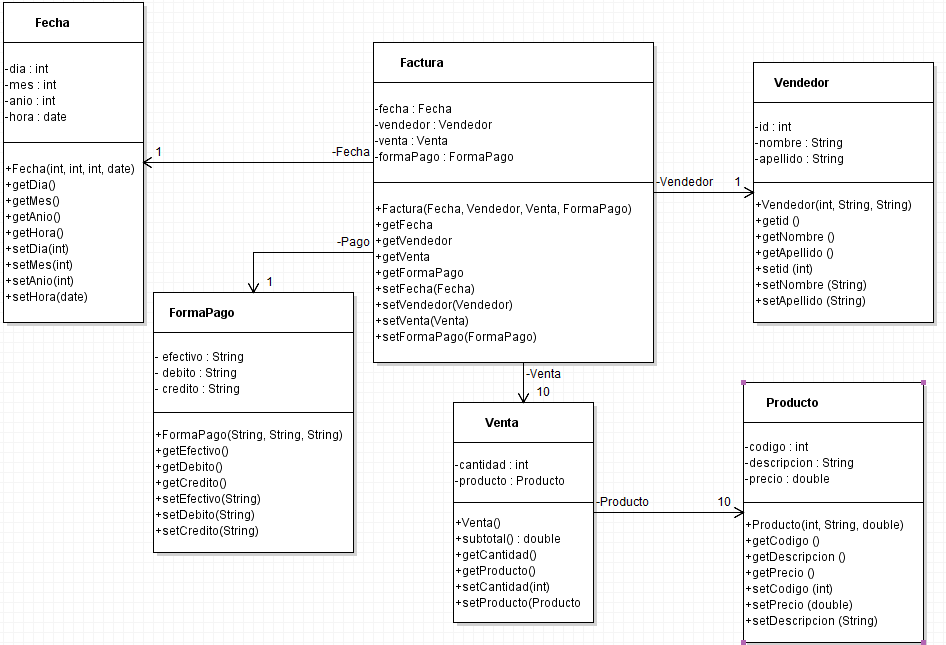 Fecha
-dia : int
-mes : int
-anio : int
-hora : date
+Fecha(int, int, int, date)
+getDia()
+getMes()
+getAnio()
+getHora()
+setDia(int)
+setMes(int)
+setAnio(int)
+setHora(date)
1
-Fecha
Factura
-fecha : Fecha
-vendedor : Vendedor
-venta : Venta
-formaPago : FormaPago
+Factura(Fecha, Vendedor, Venta, FormaPago)
+getFecha
+getVendedor
+getVenta
+getFormaPago
+setFecha(Fecha)
+setVendedor(Vendedor)
+setVenta(Venta)
+setFormaPago(FormaPago)
-Vendedor
1
Vendedor
-id : int
-nombre : String
-apellido : String
+Vendedor(int, String, String)
+getid ()
+getNombre ()
+getApellido ()
+setid (int)
+setNombre (String)
+setApellido (String)
-Pago
1
FormaPago
- efectivo : String
- debito : String
- credito : String
+FormaPago(String, String, String)
+getEfectivo()
+getDebito()
+getCredito()
+setEfectivo(String)
+setDebito(String)
+setCredito(String)
-Venta
10
Venta
-cantidad : int
-producto : Producto
+Venta()
+subtotal() : double
+getCantidad()
+getProducto()
+setCantidad(int)
+setProducto(Producto
-Producto
10
Producto
-codigo : int
-descripcion : String
-precio : double
+Producto(int, String, double)
+getCodigo ()
+getDescripcion ()
+getPrecio ()
+setCodigo (int)
+setPrecio (double)
+setDescripcion (String)